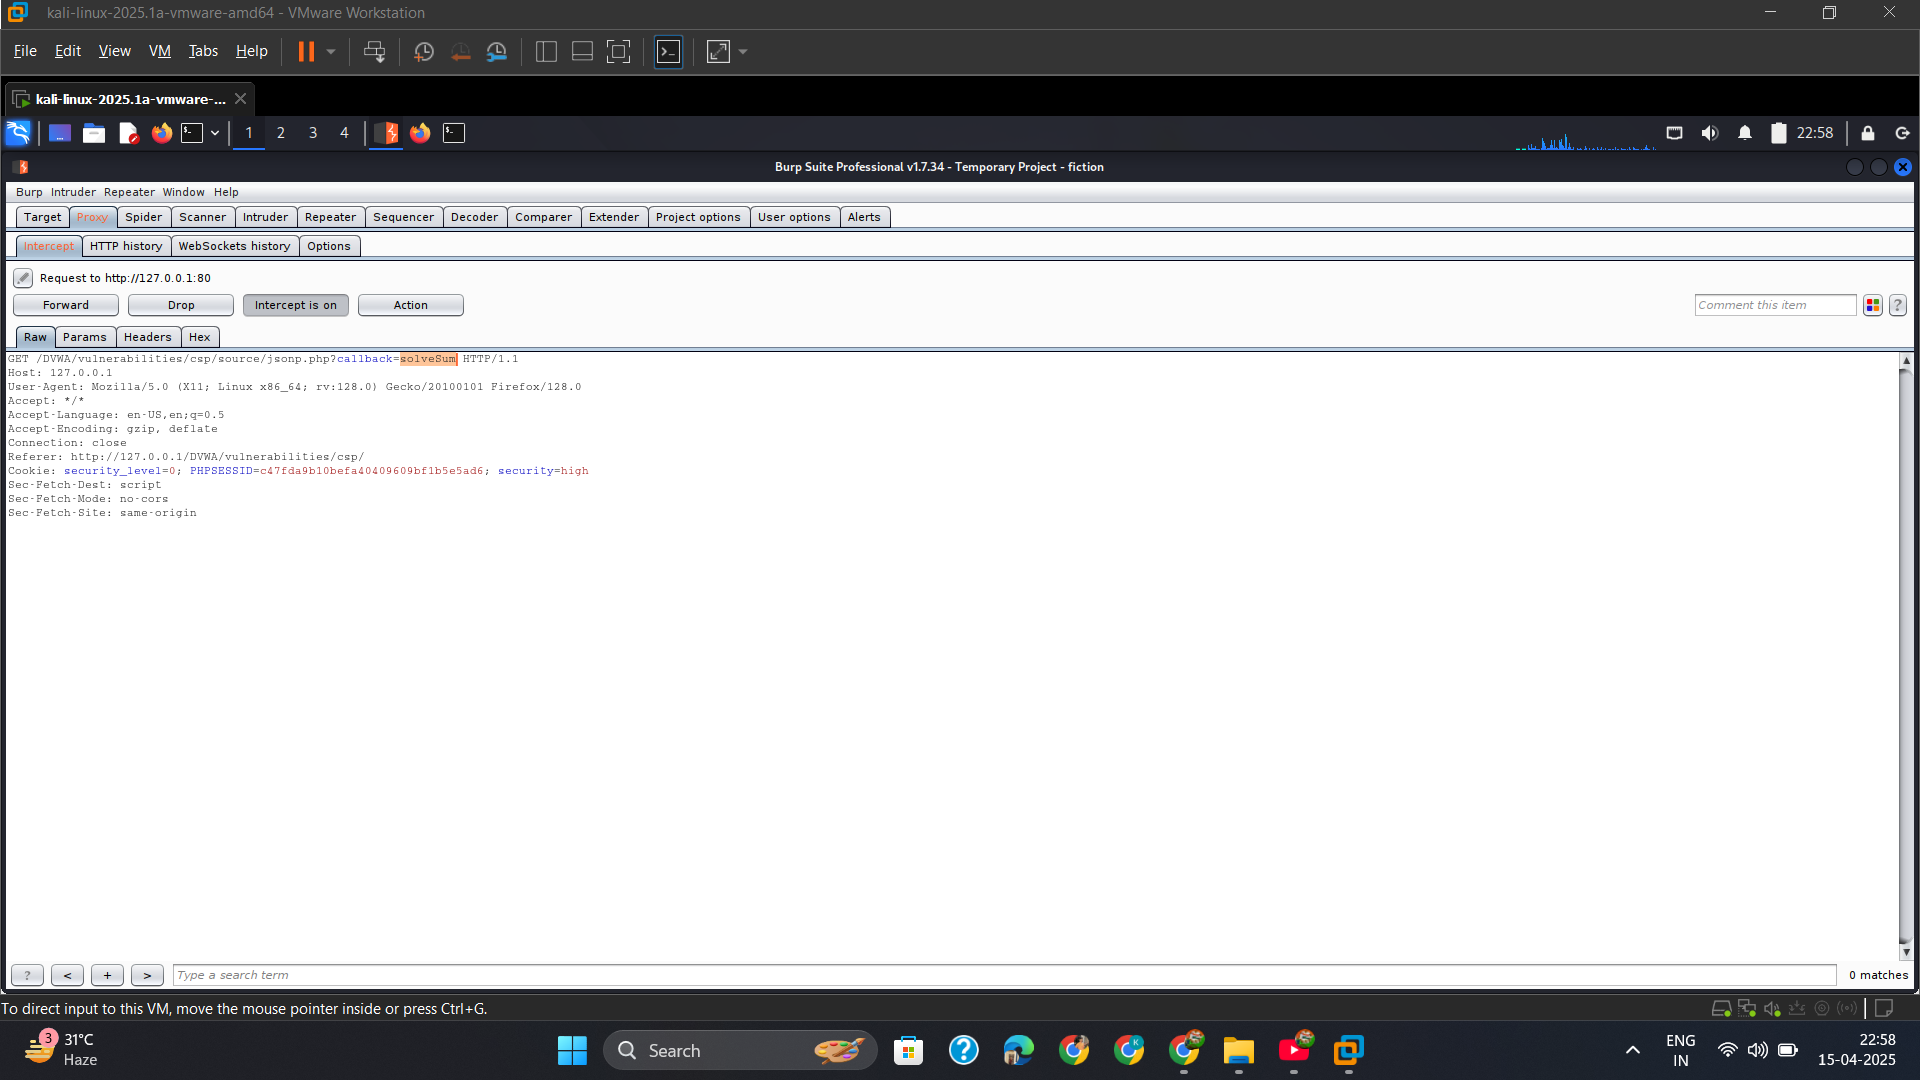 kali-linux-2025.1a-vmware-amd64 - VMware Workstation
File Edit View VM Tabs Help
kali-linux-2025.1a-vmware-...
1 2 3 4
22:58
Burp Suite Professional v1.7.34 - Temporary Project - fiction
Burp Intruder Repeater Window Help
Target Proxy Spider Scanner Intruder Repeater Sequencer Decoder Comparer Extender Project options User options Alerts
Intercept HTTP history WebSockets history Options
Request to http://127.0.0.1:80
Forward Drop Intercept is on Action Comment this item ?
Raw Params Headers Hex
GET /DVWA/vulnerabilities/csp/source/jsonp.php?callback=solveSum HTTP/1.1
Host: 127.0.0.1
User-Agent: Mozilla/5.0 (X11; Linux x86_64; rv:128.0) Gecko/20100101 Firefox/128.0
Accept: */*
Accept-Language: en-US,en;q=0.5
Accept-Encoding: gzip, deflate
Connection: close
Referer: http://127.0.0.1/DVWA/vulnerabilities/csp/
Cookie: security_level=0; PHPSESSID=c47fda9b10befa40409609bf1b5e5ad6; security=high
Sec-Fetch-Dest: script
Sec-Fetch-Mode: no-cors
Sec-Fetch-Site: same-origin
? < + > Type a search term 0 matches
To direct input to this VM, move the mouse pointer inside or press Ctrl+G.
3
31°C
Haze
Search
ENG
IN
22:58
15-04-2025